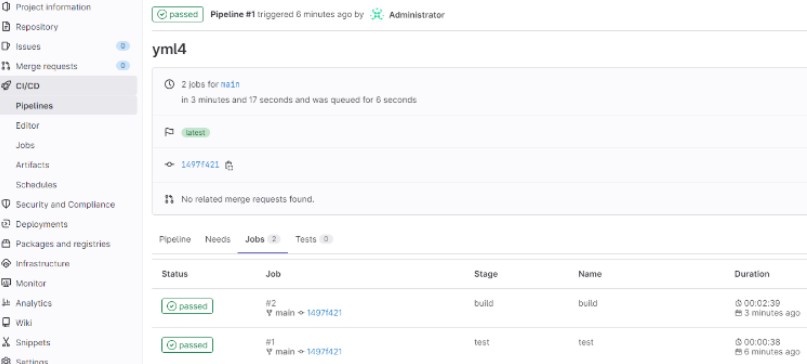 Project information
Repository
Issues 0
Merge requests 0
CI/CD
Pipelines
Editor
Jobs
Artifacts
Schedules
Security and Compliance
Deployments
Packages and registries
Infrastructure
Monitor
Analytics
Wiki
Snippets
Settings
passed Pipeline #1 triggered 6 minutes ago by Administrator
yml4
2 jobs for main
in 3 minutes and 17 seconds and was queued for 6 seconds
latest
1497f421
No related merge requests found.
Pipeline Needs Jobs 2 Tests 0
Status Job Stage Name Duration
passed #2 build build 00:02:39
main 1497f421 3 minutes ago
passed #1 test test 00:00:38
main 1497f421 6 minutes ago